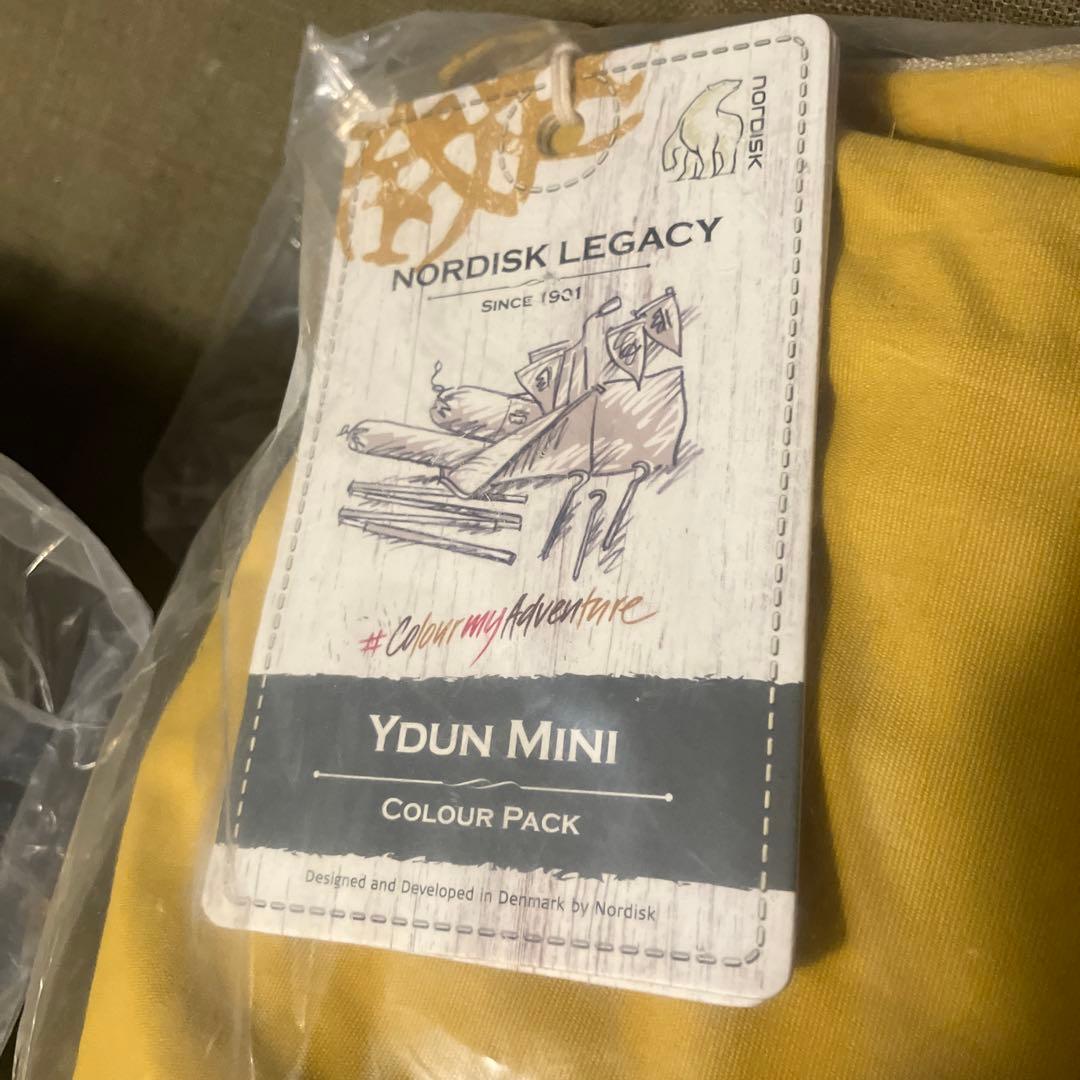 NORDISK
NORDISK LEGACY
SINCE 1901
#ColourmyAdventure
YDUN MINI
COLOUR PACK
Designed and Developed in Denmark by Nordisk